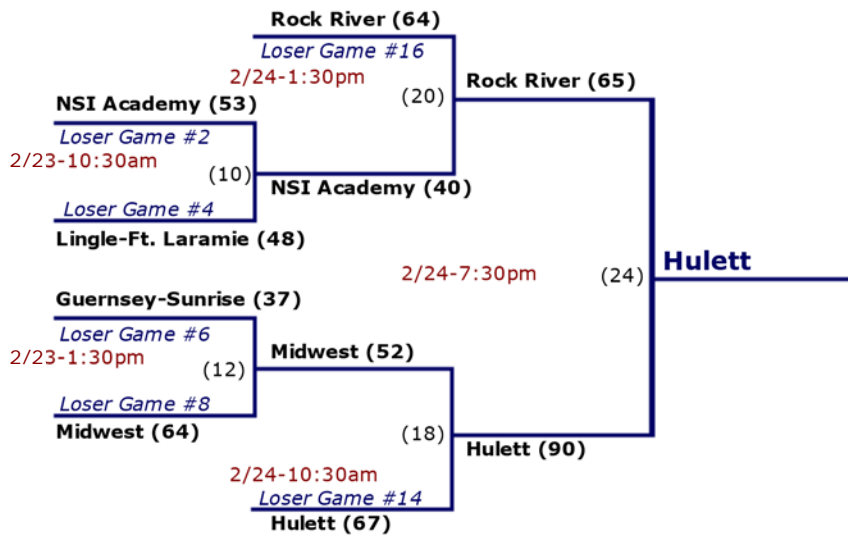 Rock River (64)
Loser Game #16
2/24-1:30pm
Rock River (65)
(20)
NSI Academy (53)
Loser Game #2
2/23-10:30am
(10)
NSI Academy (40)
Loser Game #4
Lingle-Ft. Laramie (48)
2/24-7:30pm
(24)
Hulett
Guernsey-Sunrise (37)
Loser Game #6
2/23-1:30pm
(12)
Midwest (52)
Loser Game #8
Midwest (64)
(18)
Hulett (90)
2/24-10:30am
Loser Game #14
Hulett (67)